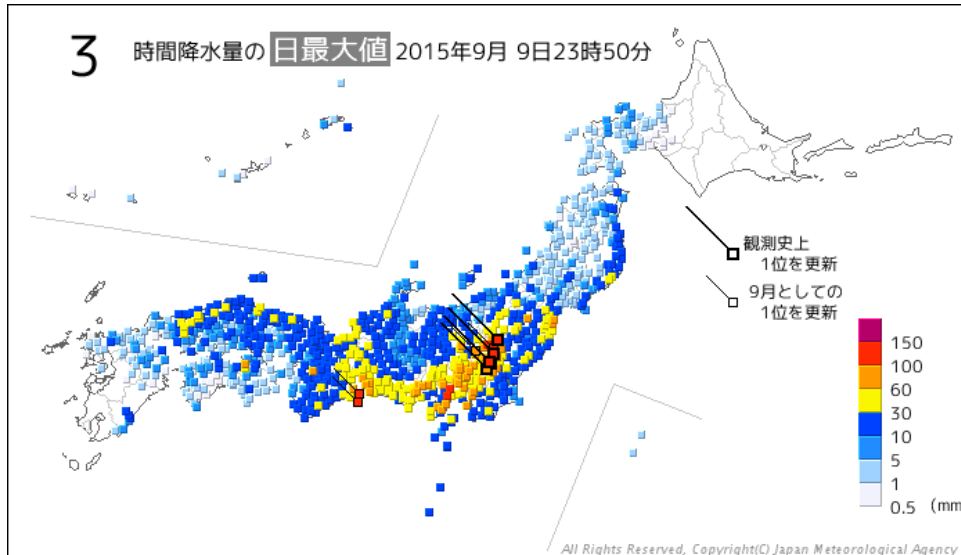 3 時間降水量の 日最大値 2015年9月 9日23時50分
観測史上
1位を更新
9月としての
1位を更新
150
100
60
30
10
5
1
0.5 (mm
All Rights Reserved, Copyright(C) Japan Meteorological Agency